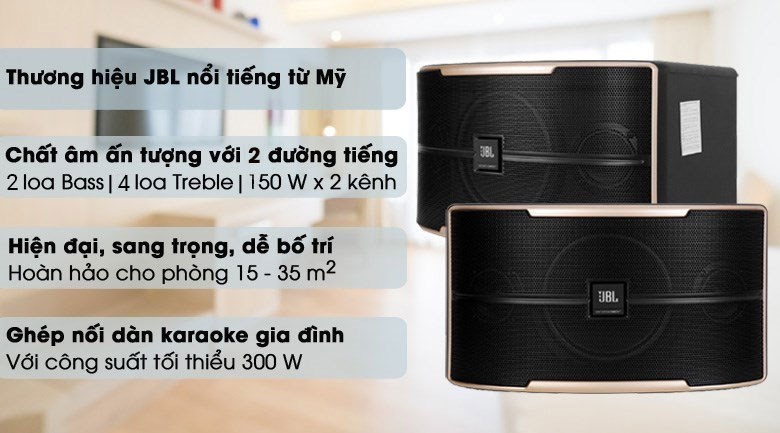 Thương hiệu JBL nổi tiếng từ Mỹ
Chất âm ấn tượng với 2 đường tiếng
2 loa Bass | 4 loa Treble | 150 W x 2 kênh
Hiện đại, sang trọng, dễ bố trí
Hoàn hảo cho phòng 15 - 35 m²
Ghép nối dàn karaoke gia đình
Với công suất tối thiểu 300 W
JBL
JBL